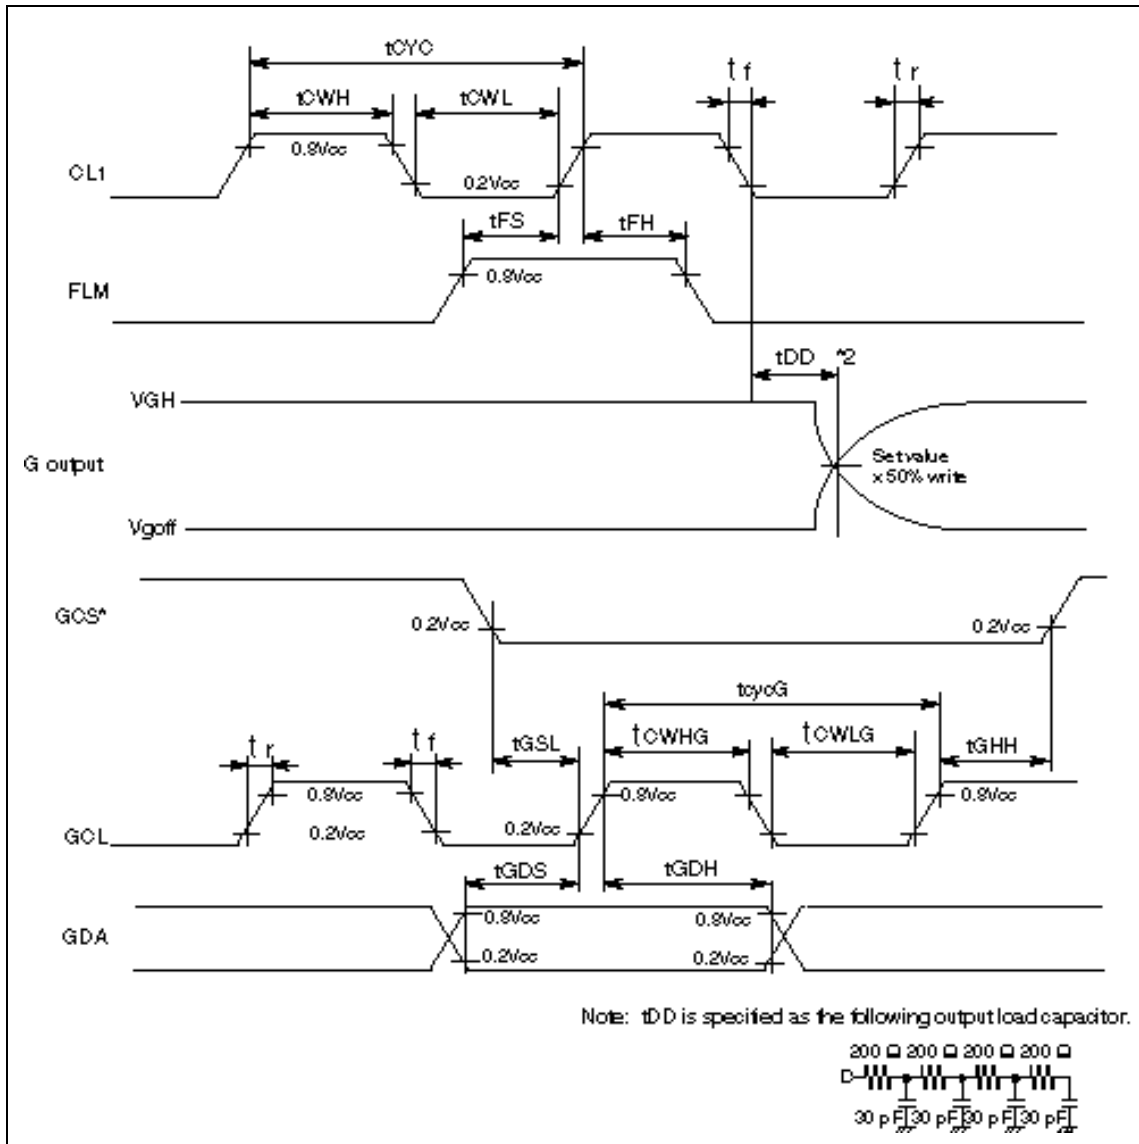 tCYC
t f
t r
tCWH
tCWL
0.8Vcc
CL1
0.2Vcc
tFS
tFH
0.8Vcc
FLM
tDD *2
VGH
G output
Set value
x 50% write
Vgoff
GCS*
0.2Vcc
0.2Vcc
tcycG
t r
t f
tGSL
tCWHG
tCWLG
tGHH
0.8Vcc
0.8Vcc
0.8Vcc
GCL
0.2Vcc
0.2Vcc
tGDS
tGDH
GDA
0.8Vcc
0.8Vcc
0.2Vcc
0.2Vcc
Note: tDD is specified as the following output load capacitor.
200 Ω 200 Ω 200 Ω 200 Ω
30 pF 30 pF 30 pF 30 pF